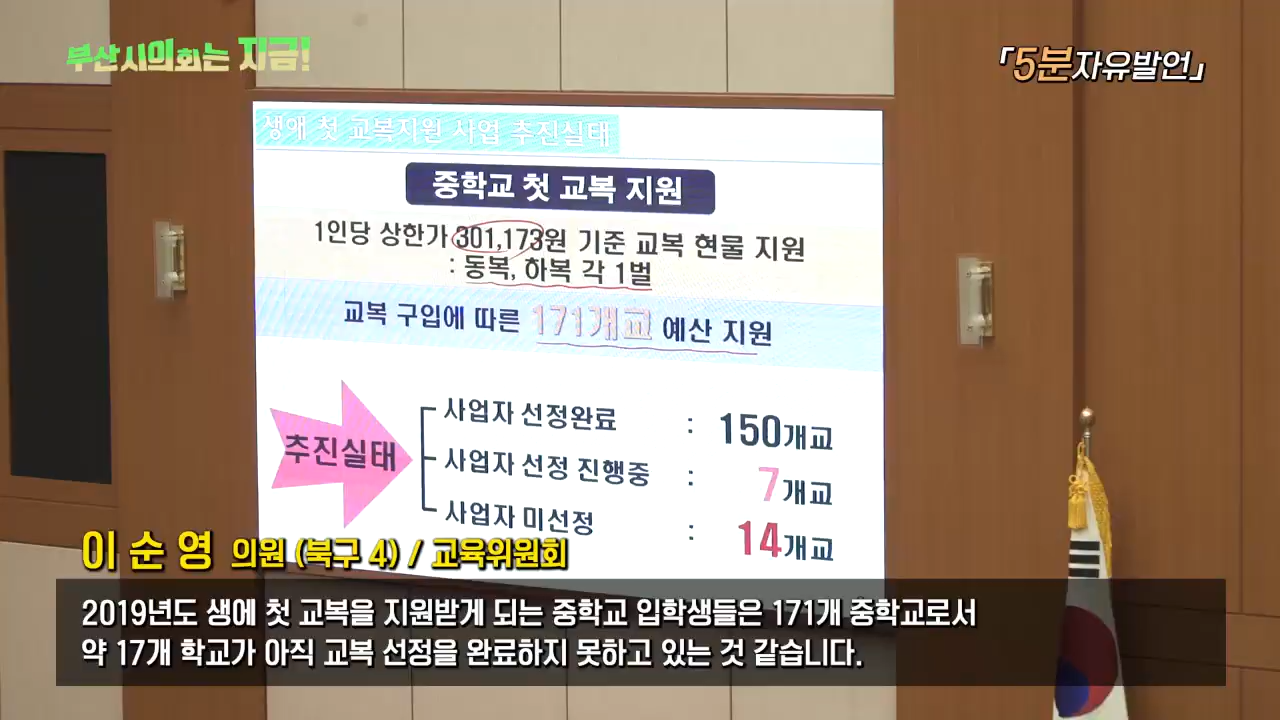 부산시의회는 지금!
「5분자유발언」
생애 첫 교복지원 사업 추진실태
중학교 첫 교복 지원
1인당 상한가 301,173원 기준 교복 현물 지원
: 동복, 하복 각 1벌
교복 구입에 따른 171개교 예산 지원
추진실태
사업자 선정완료 : 150개교
사업자 선정 진행중 : 7개교
사업자 미선정 : 14개교
이 순 영 의원 (북구 4) / 교육위원회
2019년도 생에 첫 교복을 지원받게 되는 중학교 입학생들은 171개 중학교로서
약 17개 학교가 아직 교복 선정을 완료하지 못하고 있는 것 같습니다.